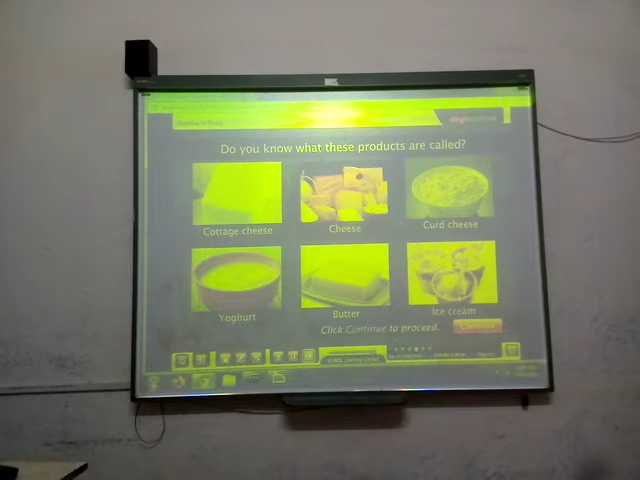 Do you know what these products are called?
Cottage cheese
Cheese
Curd cheese
Yoghurt
Butter
Ice cream
Click Continue to proceed.
Continue